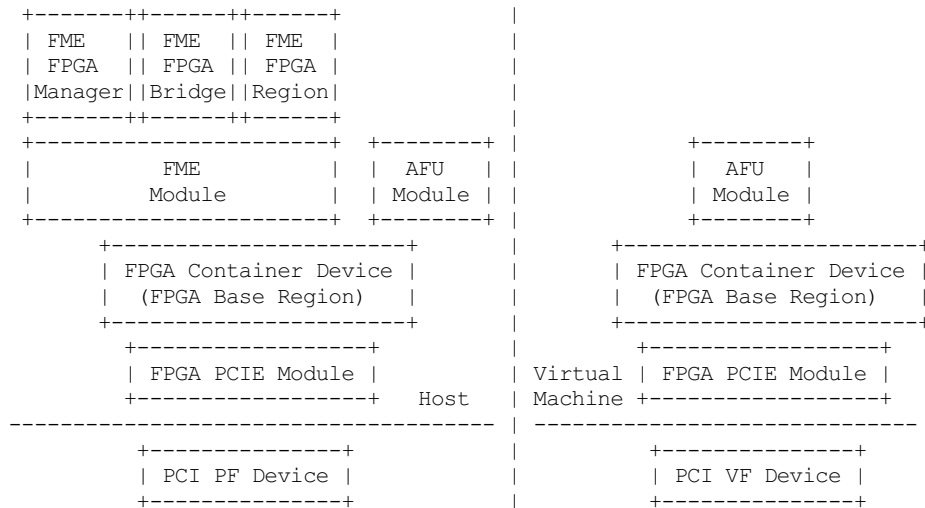 +-------++------++------+ |
| FME || FME || FME | |
| FPGA || FPGA || FPGA | |
|Manager||Bridge||Region| |
+-------++------++------+ |
+-----------------------+ +--------+ | +--------+
| FME | | AFU | | | AFU |
| Module | | Module | | | Module |
+-----------------------+ +--------+ | +--------+
+-----------------------+ | +-----------------------+
| FPGA Container Device | | | FPGA Container Device |
| (FPGA Base Region) | | | (FPGA Base Region) |
+-----------------------+ | +-----------------------+
+------------------+ | +------------------+
| FPGA PCIE Module | | Virtual | FPGA PCIE Module |
+------------------+ Host | Machine +------------------+
-------------------------------------- | ------------------------------
+---------------+ | +---------------+
| PCI PF Device | | | PCI VF Device |
+---------------+ | +---------------+